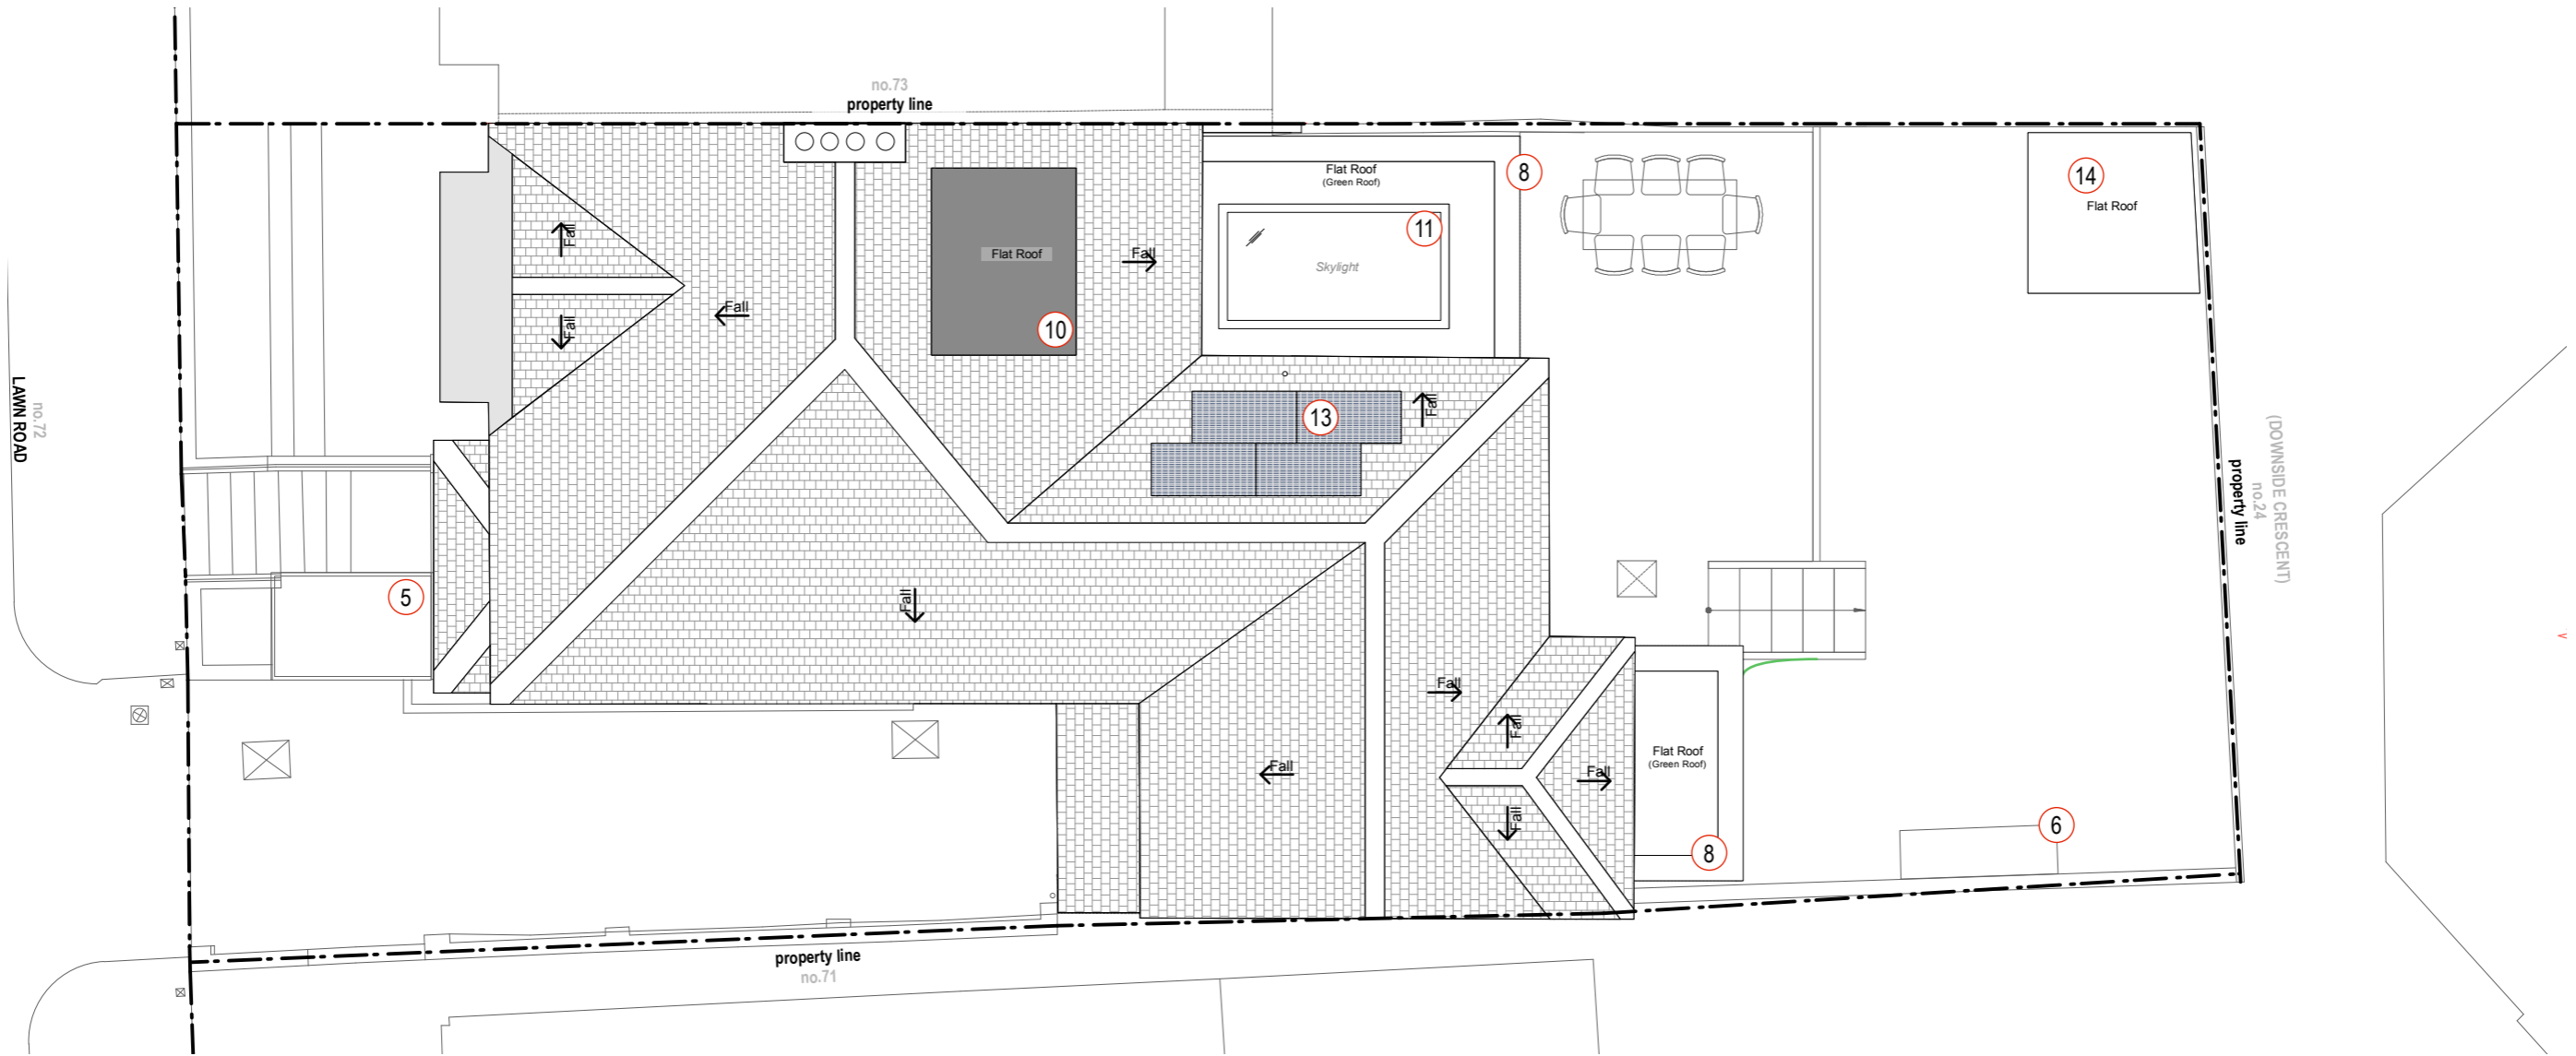 no.73
property line
8
Flat Roof
(Green Roof)
14
Flat Roof
11
Skylight
Fall
Flat Roof
Fall
10
Fall
Fall
LAWN ROAD
no.72
13
Fall
(DOWNSIDE CRESCENT)
no.24
property line
5
Fall
Fall
Fall
Fall
Fall
Fall
Flat Roof
(Green Roof)
8
6
property line
no.71